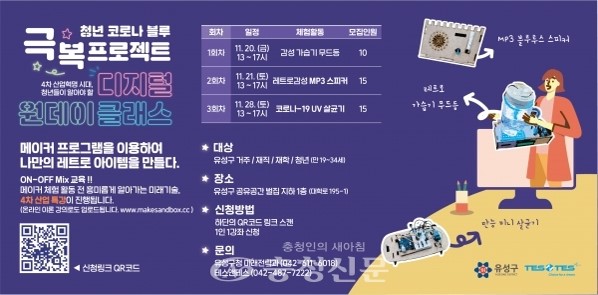 청년 코로나 블루
극복프로젝트
4차 산업혁명 시대,
청년들이 알아야 할
디지털
원데이 클래스
메이커 프로그램을 이용하여
나만의 레트로 아이템을 만들다.
ON-OFF Mix 교육 !!
메이커 체험 활동 전 흥미롭게 알아가는 미래기술,
4차 산업 특강이 진행됩니다.
(온라인 이론 강의로도 업로드됩니다. www.makesandbox.cc )
◀ 신청링크 QR코드
회차 일정 체험활동 모집인원
1회차 11. 20. (금) 13 ~ 17시 감성 가습기 무드등 10
2회차 11. 21. (토) 13 ~ 17시 레트로감성 MP3 스피커 15
3회차 11. 28. (토) 13 ~ 17시 코로나-19 UV 살균기 15
대상
유성구 거주 / 재직 / 재학 / 청년 (만 19~34세)
장소
유성구 공유공간 벌집 지하 1층 (대학로 195-1)
신청방법
하단의 QR코드 링크 스캔
1인 1강좌 신청
문의
유성구청 미래전략과 (042-611-6018)
테스앤테스 (042-487-7222)
충청인의 새아침
충청신문
MP3 블루투스 스피커
레트로
가습기 무드등
만능 미니 살균기
유성구
TES&TES